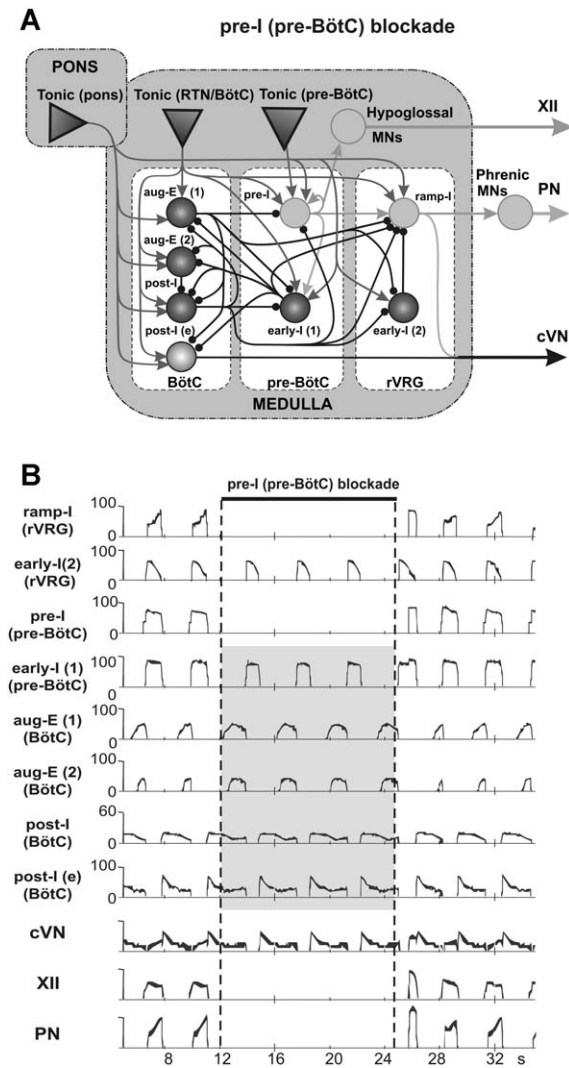 A
pre-I (pre-BötC) blockade
PONS
Tonic (pons)
Tonic (RTN/BötC)
Tonic (pre-BötC)
Hypoglossal
MNs
XII
aug-E (1)
pre-I
ramp-I
Phrenic
MNs
PN
aug-E (2)
post-I
post-I (e)
early-I (1)
early-I (2)
cVN
BötC
pre-BötC
rVRG
MEDULLA
B
pre-I (pre-BötC) blockade
ramp-I
(rVRG)
100
0
early-I(2)
(rVRG)
100
0
pre-I
(pre-BötC)
100
0
early-I (1)
(pre-BötC)
100
0
aug-E (1)
(BötC)
100
0
aug-E (2)
(BötC)
100
0
post-I
(BötC)
60
0
post-I (e)
(BötC)
100
0
cVN
XII
PN
8 12 16 20 24 28 32 s